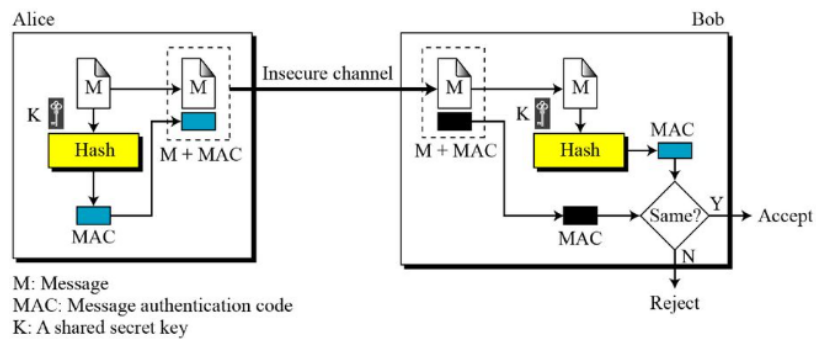 Alice
Bob
M
M
Insecure channel
M
M
K
K
Hash
M + MAC
M + MAC
Hash
MAC
MAC
MAC
Same?
Y
Accept
N
Reject
M: Message
MAC: Message authentication code
K: A shared secret key